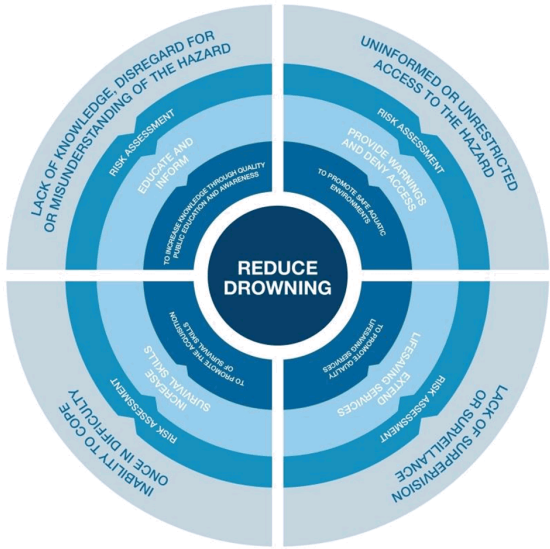 LACK OF KNOWLEDGE, DISREGARD FOR
OR MISUNDERSTANDING OF THE HAZARD
RISK ASSESSMENT
EDUCATE AND
INFORM
TO INCREASE KNOWLEDGE THROUGH QUALITY
PUBLIC EDUCATION AND AWARENESS
UNINFORMED OR UNRESTRICTED
ACCESS TO THE HAZARD
RISK ASSESSMENT
PROVIDE WARNINGS
AND DENY ACCESS
TO PROMOTE SAFE AQUATIC
ENVIRONMENTS
REDUCE
DROWNING
TO PROMOTE THE ACQUISITION
OF SURVIVAL SKILLS
INCREASE
SURVIVAL SKILLS
RISK ASSESSMENT
INABILITY TO COPE
ONCE IN DIFFICULTY
TO PROMOTE QUALITY
LIFESAVING SERVICES
EXTEND
LIFESAVING SERVICES
RISK ASSESSMENT
LACK OF SURPERVISION
OR SURVEILLANCE